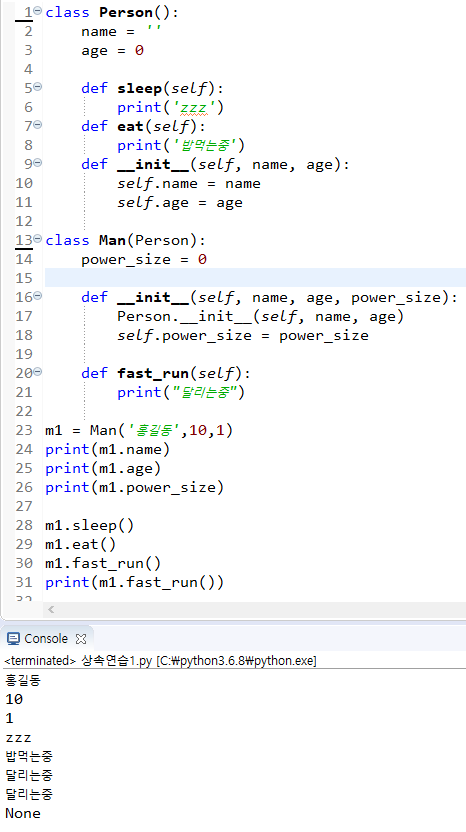 1 class Person():
2     name = ''
3     age = 0
4
5     def sleep(self):
6         print('zzz')
7     def eat(self):
8         print('밥먹는중')
9     def __init__(self, name, age):
10         self.name = name
11         self.age = age
12
13 class Man(Person):
14     power_size = 0
15
16     def __init__(self, name, age, power_size):
17         Person.__init__(self, name, age)
18         self.power_size = power_size
19
20     def fast_run(self):
21         print("달리는중")
22
23 m1 = Man('홍길동',10,1)
24 print(m1.name)
25 print(m1.age)
26 print(m1.power_size)
27
28 m1.sleep()
29 m1.eat()
30 m1.fast_run()
31 print(m1.fast_run())
32
Console
<terminated> 상속연습1.py [C:₩python3.6.8₩python.exe]
홍길동
10
1
zzz
밥먹는중
달리는중
달리는중
None